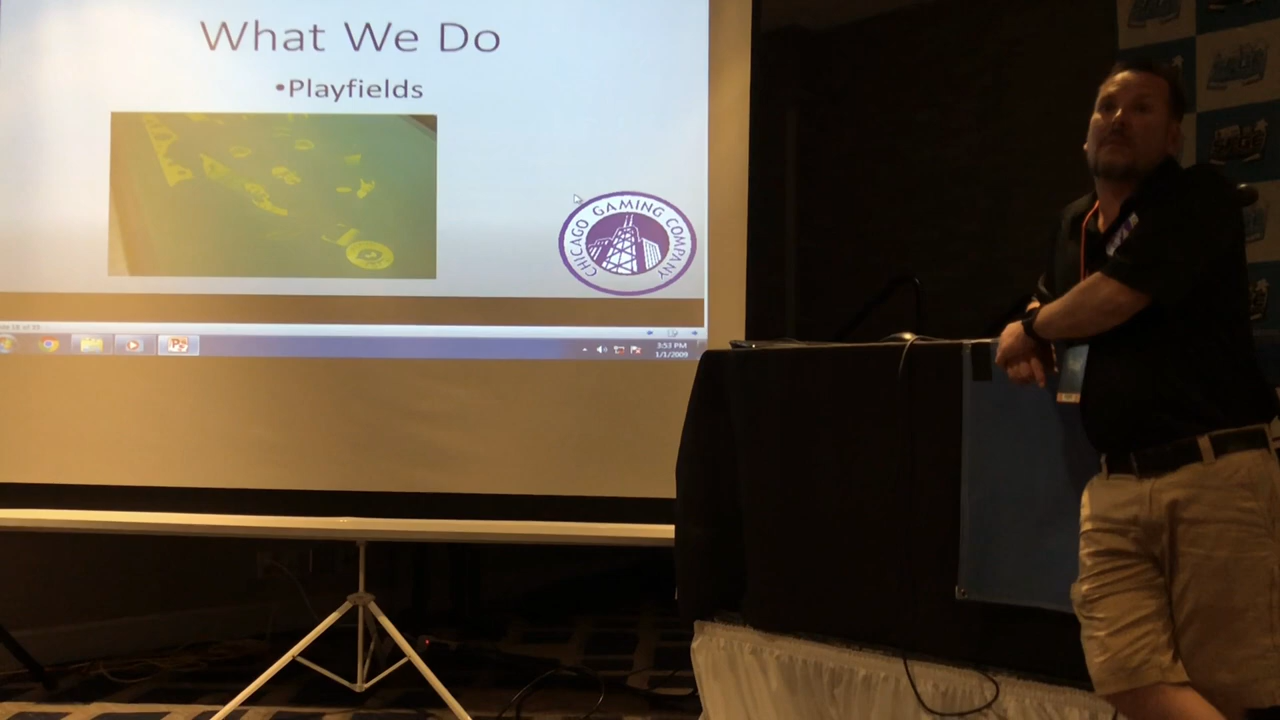 What We Do
•Playfields
CHICAGO GAMING COMPANY
3:53 PM
1/1/2009